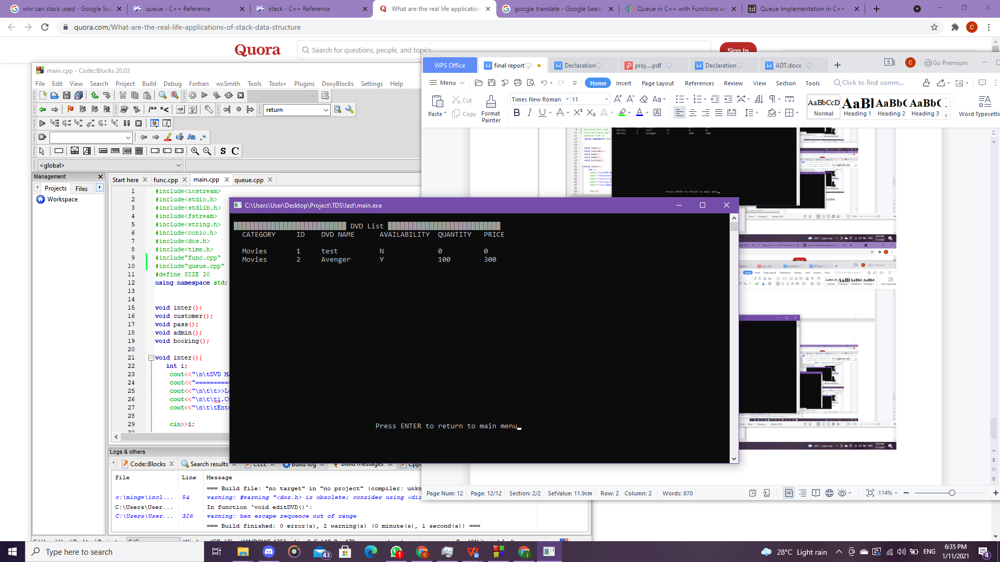 whr can stack used - Google Sea
queue - C++ Reference
stack - C++ Reference
What are the real life application
google translate - Google Search
Queue in C++ with Functions an
Queue Implementation in C++ -
quora.com/What-are-the-real-life-applications-of-stack-data-structure
C
Quora
Search for questions, people, and topics
Sign In
main.cpp - Code::Blocks 20.03
File Edit View Search Project Build Debug Fortran wxSmith Tools Tools+ Plugins DoxyBlocks Settings Help
return
<global>
Management
Projects
Files
Workspace
Start here
func.cpp
main.cpp
queue.cpp
1 #include<iostream>
2 #include<stdio.h>
3 #include<stdlib.h>
4 #include<fstream>
5 #include<string.h>
6 #include<conio.h>
7 #include<dos.h>
8 #include<time.h>
9 #include"func.cpp"
10 #include"queue.cpp"
11 #define SIZE 20
12 using namespace std;
13
14
15 void inter();
16 void customer();
17 void pass();
18 void admin();
19 void booking();
20
21 void inter(){
22 int i;
23 cout<<"\n\tDVD M
24 cout<<"==========
25 cout<<"\n\t\t>>L
26 cout<<"\n\t\t1.C
27 cout<<"\n\t\tEnt
28
29 cin>>i;
30
Logs & others
Code::Blocks
Search results
Cccc
Build log
Build messages
File Line Message
=== Build file: "no target" in "no project" (compiler: unkn
c:\mingw\incl... 54 warning: #warning "<dos.h> is obsolete; consider using <dir
C:\Users\User... In function 'void editDVD()':
C:\Users\User... 326 warning: hex escape sequence out of range
=== Build finished: 0 error(s), 2 warning(s) (0 minute(s), 1 second(s)) ===
WPS Office
final report
Declaration
proj....pdf
Declaration
ADT.docx
5
C
Go Premium
Menu
Home Insert Page Layout References Review View Section Tools
Click to find comm...
Paste
Cut
Copy
Format
Painter
Times New Roman
11
AaBbCcD
Normal
AaBl
Heading 1
AaBbC
Heading 2
AaBbC
Heading 3
Word Typesetti
C:\Users\User\Desktop\Project\TDS\last\main.exe
DVD List
CATEGORY ID DVD NAME AVAILABILITY QUANTITY PRICE
Movies 1 test N 0 0
Movies 2 Avenger Y 100 300
Press ENTER to return to main menu
Page Num: 12 Page: 12/12 Section: 2/2 SetValue: 11.9cm Row: 2 Column: 2 Words: 870
114%
Type here to search
43
1
28°C Light rain
ENG
6:35 PM
1/11/2021
4